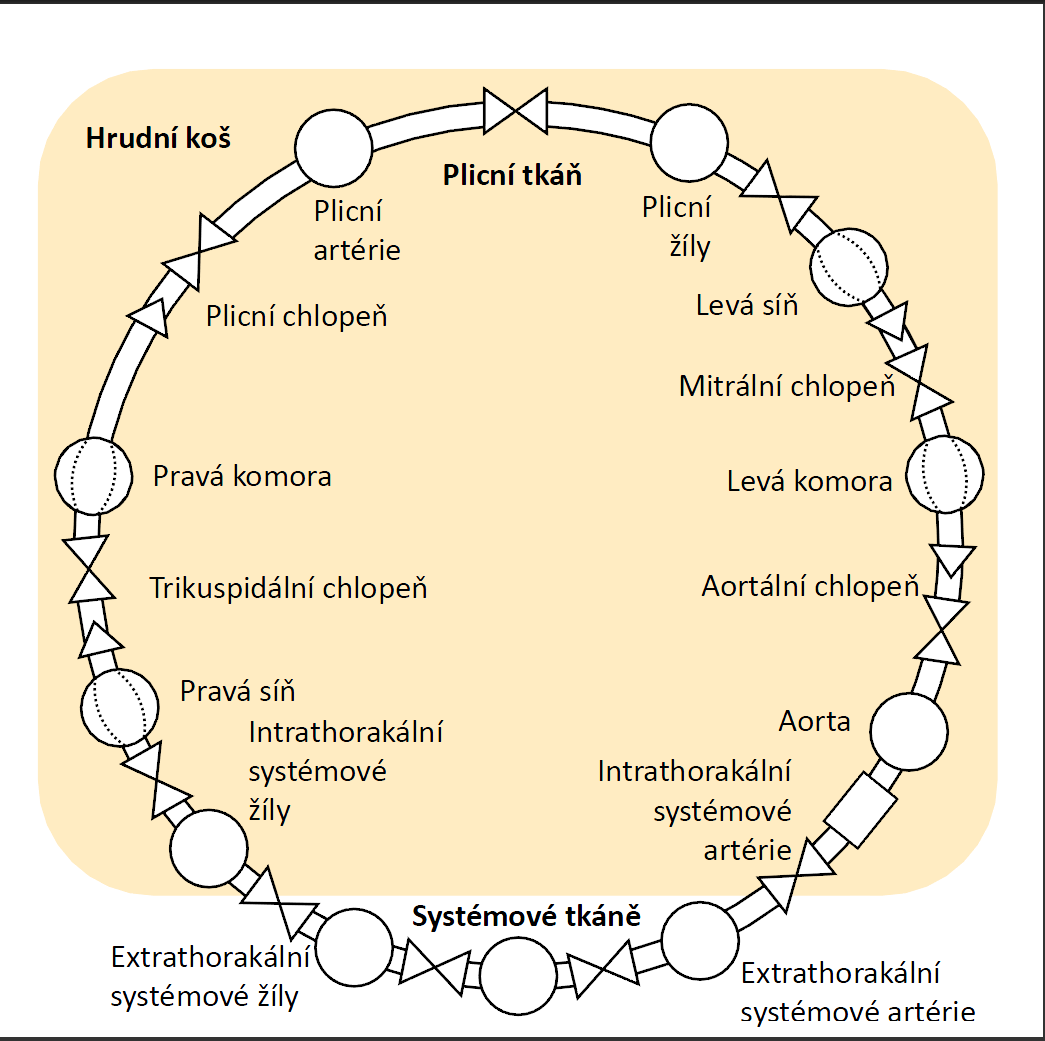 Hrudní koš
Plicní tkáň
Plicní
artérie
Plicní
žíly
Plicní chlopeň
Levá síň
Mitrální chlopeň
Pravá komora
Levá komora
Trikuspidální chlopeň
Aortální chlopeň
Pravá síň
Intrathorakální
systémové
žíly
Aorta
Intrathorakální
systémové
artérie
Systémové tkáně
Extrathorakální
systémové žíly
Extrathorakální
systémové artérie